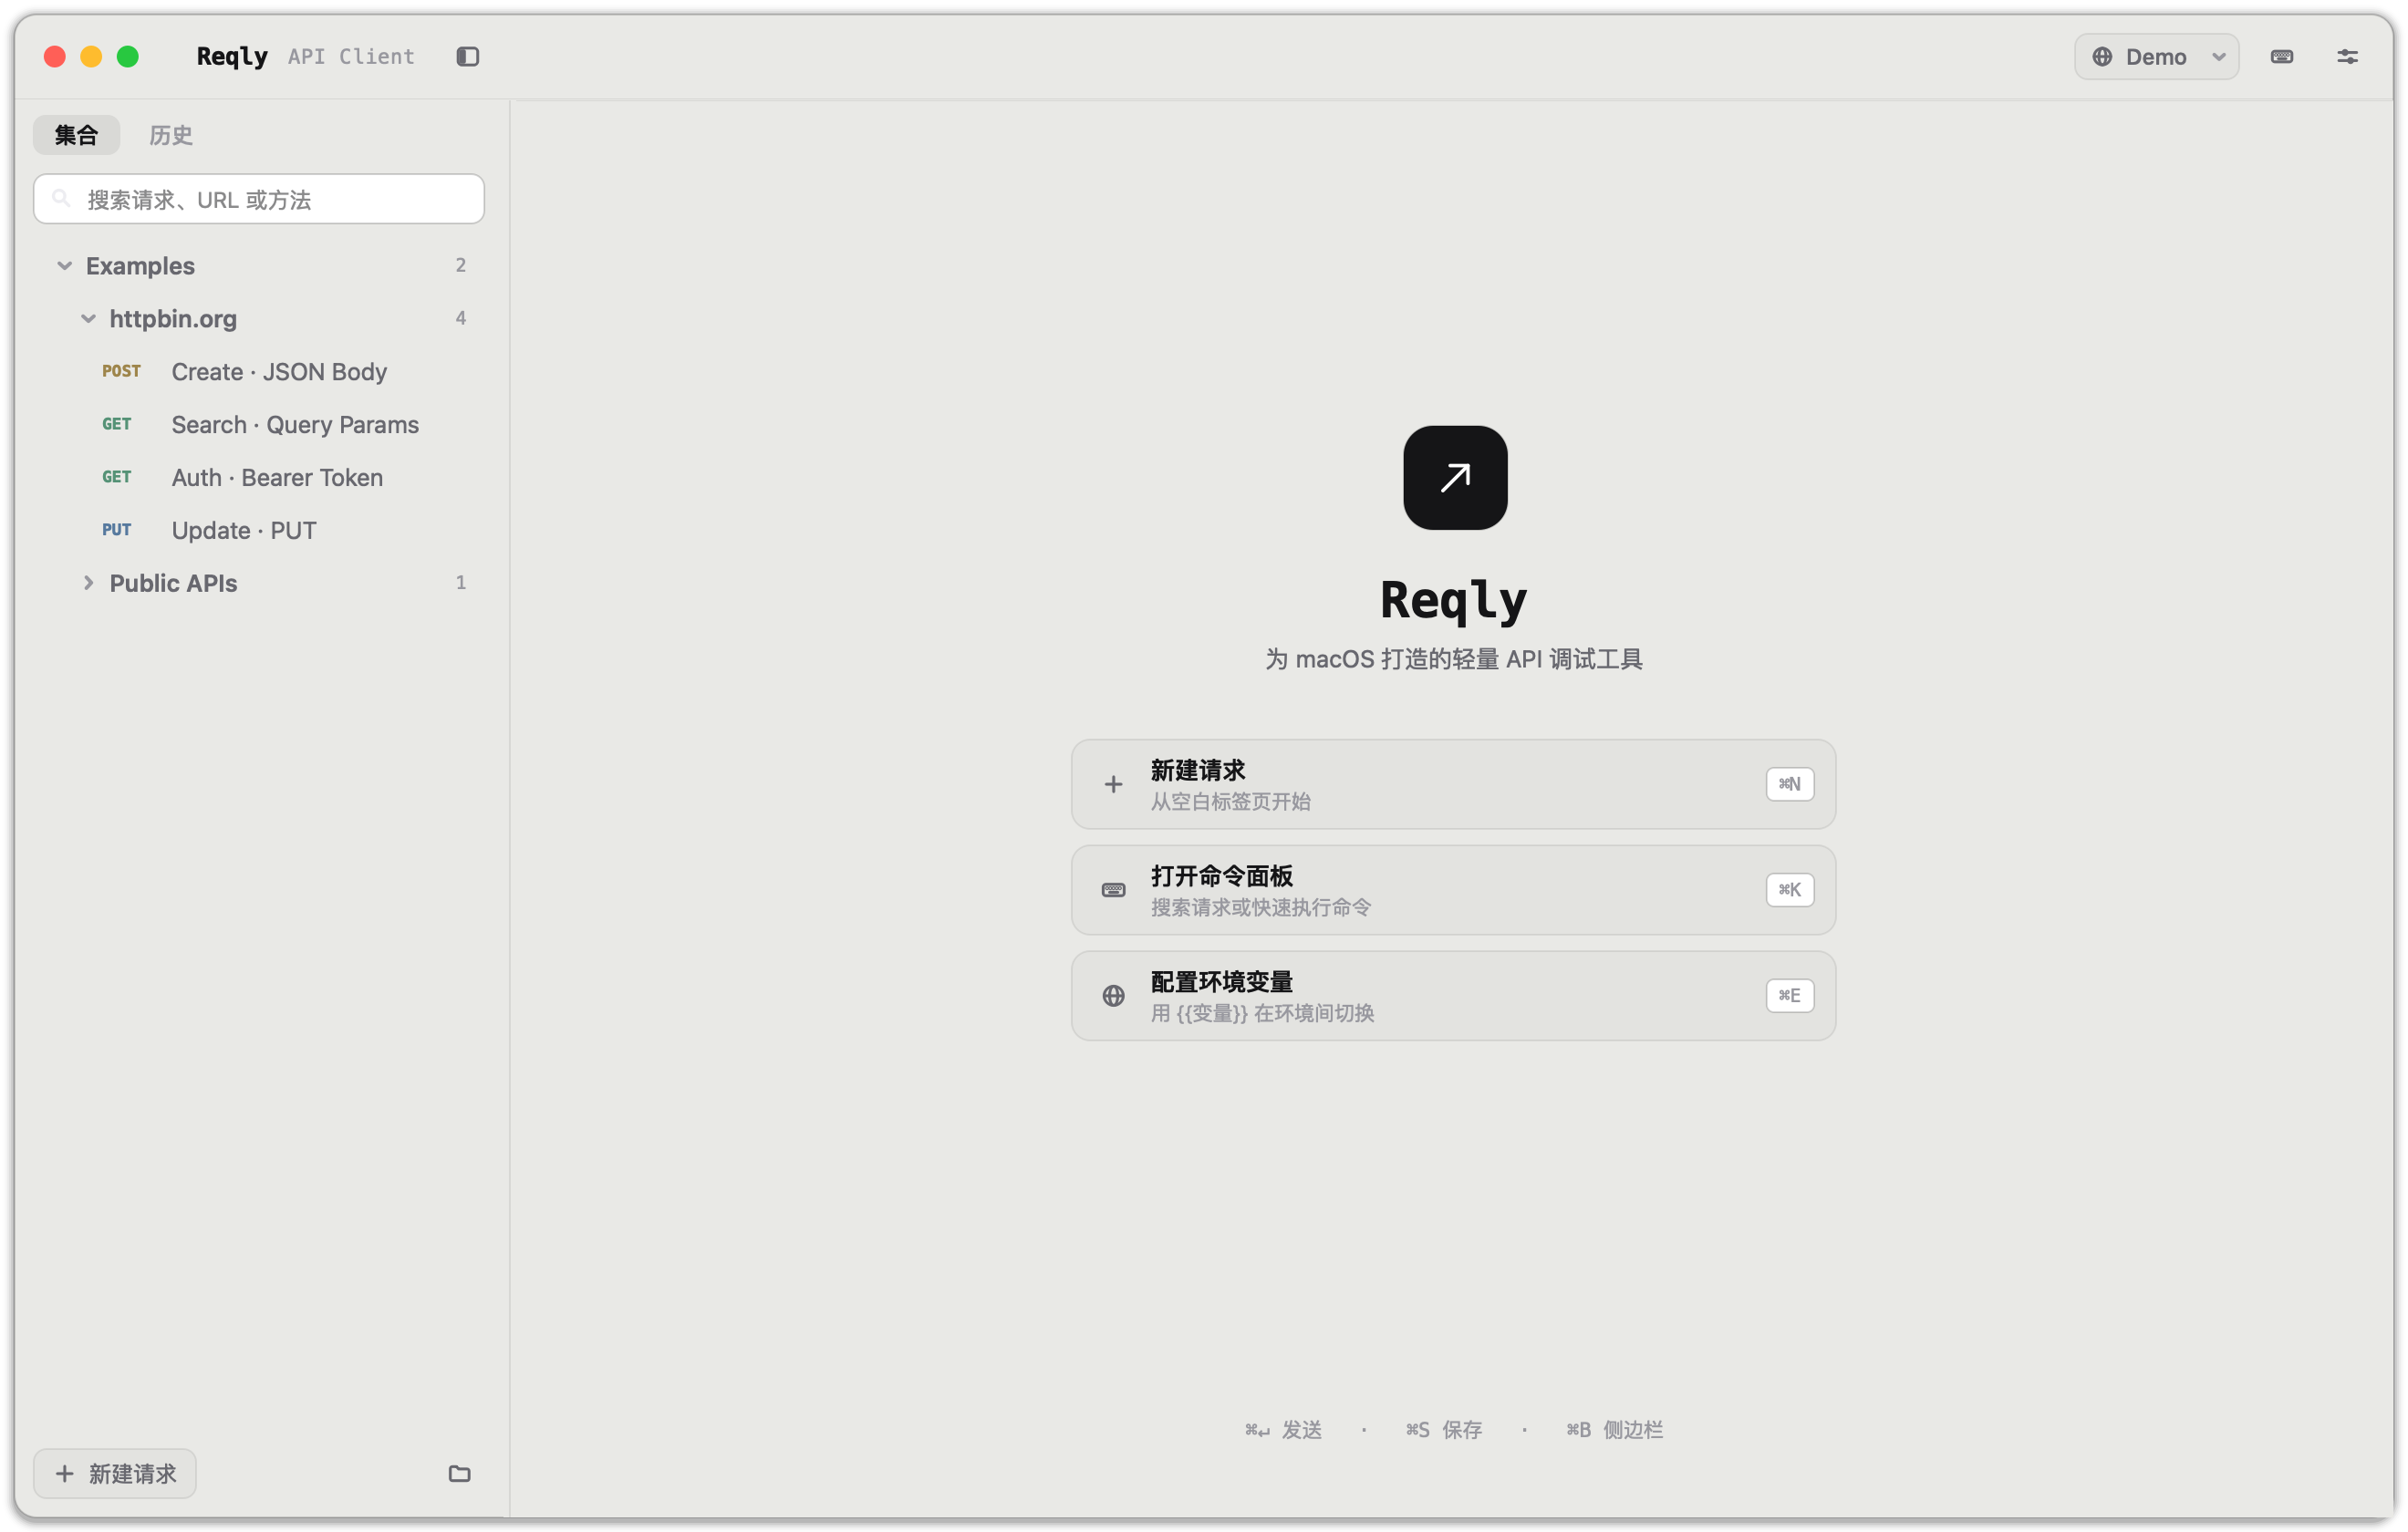 Reqly API Client
Demo
集合 历史
搜索请求、URL 或方法
Examples 2
httpbin.org 4
POST Create · JSON Body
GET Search · Query Params
GET Auth · Bearer Token
PUT Update · PUT
Public APIs 1
新建请求
Reqly
为 macOS 打造的轻量 API 调试工具
新建请求
从空白标签页开始
⌘N
打开命令面板
搜索请求或快速执行命令
⌘K
配置环境变量
用 {{变量}} 在环境间切换
⌘E
⌘↵ 发送 · ⌘S 保存 · ⌘B 侧边栏